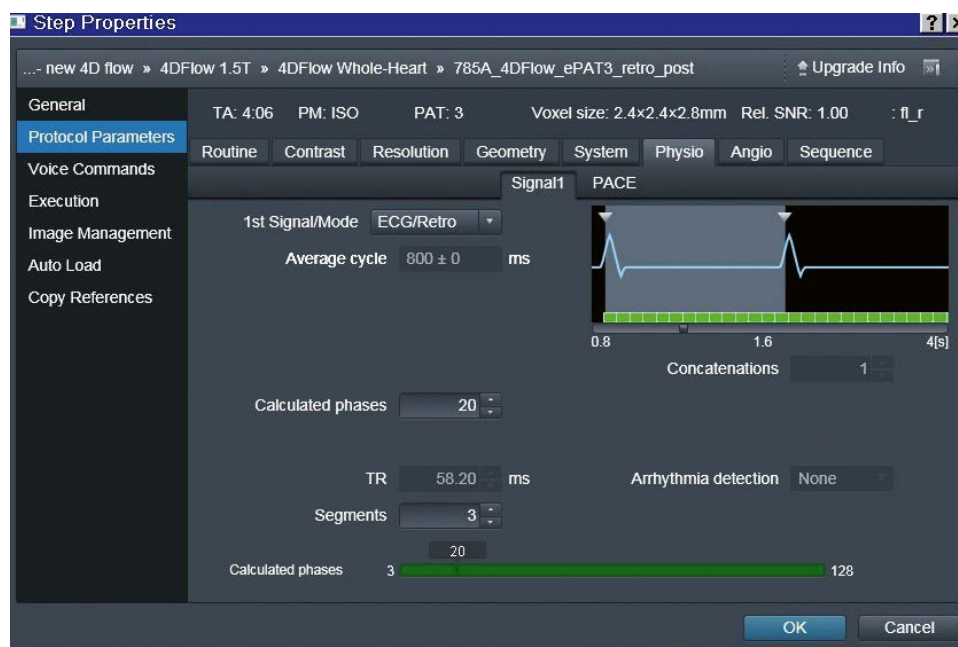 Step Properties
...- new 4D flow » 4DFlow 1.5T » 4DFlow Whole-Heart » 785A_4DFlow_ePAT3_retro_post Upgrade Info
General
Protocol Parameters
Voice Commands
Execution
Image Management
Auto Load
Copy References
TA: 4:06 PM: ISO PAT: 3 Voxel size: 2.4×2.4×2.8mm Rel. SNR: 1.00 : fl_r
Routine Contrast Resolution Geometry System Physio Angio Sequence
Signal1 PACE
1st Signal/Mode ECG/Retro
Average cycle 800 ± 0 ms
0.8 1.6 4[s]
Concatenations 1
Calculated phases 20
TR 58.20 ms Arrhythmia detection None
Segments 3
20
Calculated phases 3 128
OK Cancel